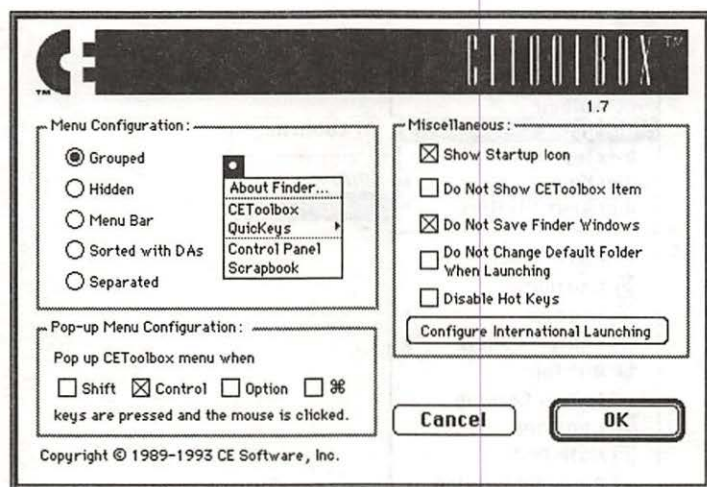 CE
™
CETOOLBOX™
1.7
Menu Configuration:
Grouped
Hidden
Menu Bar
Sorted with DAs
Separated
About Finder...
CEToolbox
QuicKeys
Control Panel
Scrapbook
Pop-up Menu Configuration:
Pop up CEToolbox menu when
Shift Control Option ⌘
keys are pressed and the mouse is clicked.
Miscellaneous:
Show Startup Icon
Do Not Show CEToolbox Item
Do Not Save Finder Windows
Do Not Change Default Folder
When Launching
Disable Hot Keys
Configure International Launching
Cancel OK
Copyright © 1989-1993 CE Software, Inc.